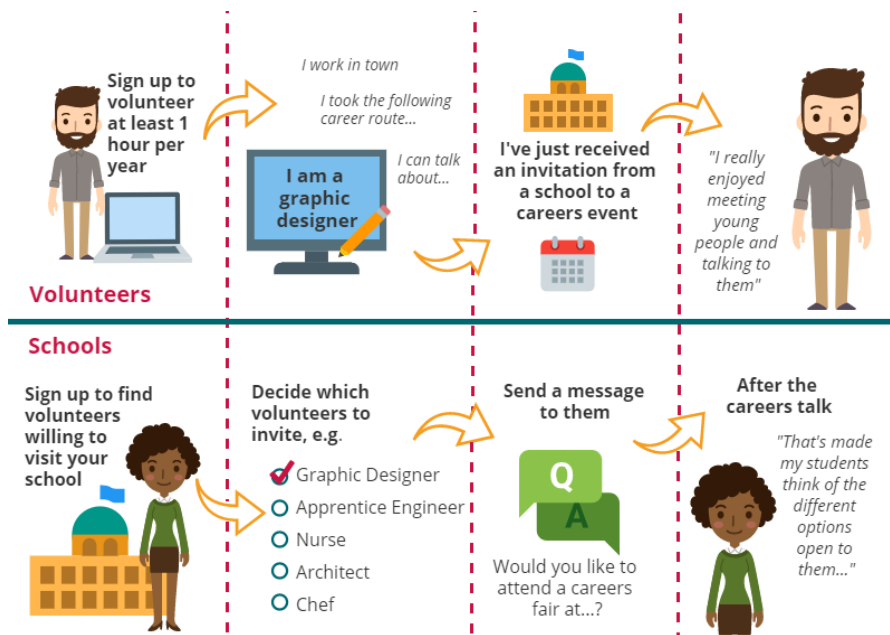 Sign up to
volunteer
at least 1
hour per
year
I work in town
I took the following
career route...
I can talk
about...
I am a
graphic
designer
I've just received
an invitation from
a school to a
careers event
"I really
enjoyed
meeting
young
people and
talking to
them"
Volunteers
Schools
Sign up to find
volunteers
willing to
visit your
school
Decide which
volunteers to
invite, e.g.
Graphic Designer
Apprentice Engineer
Nurse
Architect
Chef
Send a message
to them
Q
A
Would you like to
attend a careers
fair at...?
After the
careers talk
"That's made
my students
think of the
different
options
open to
them..."